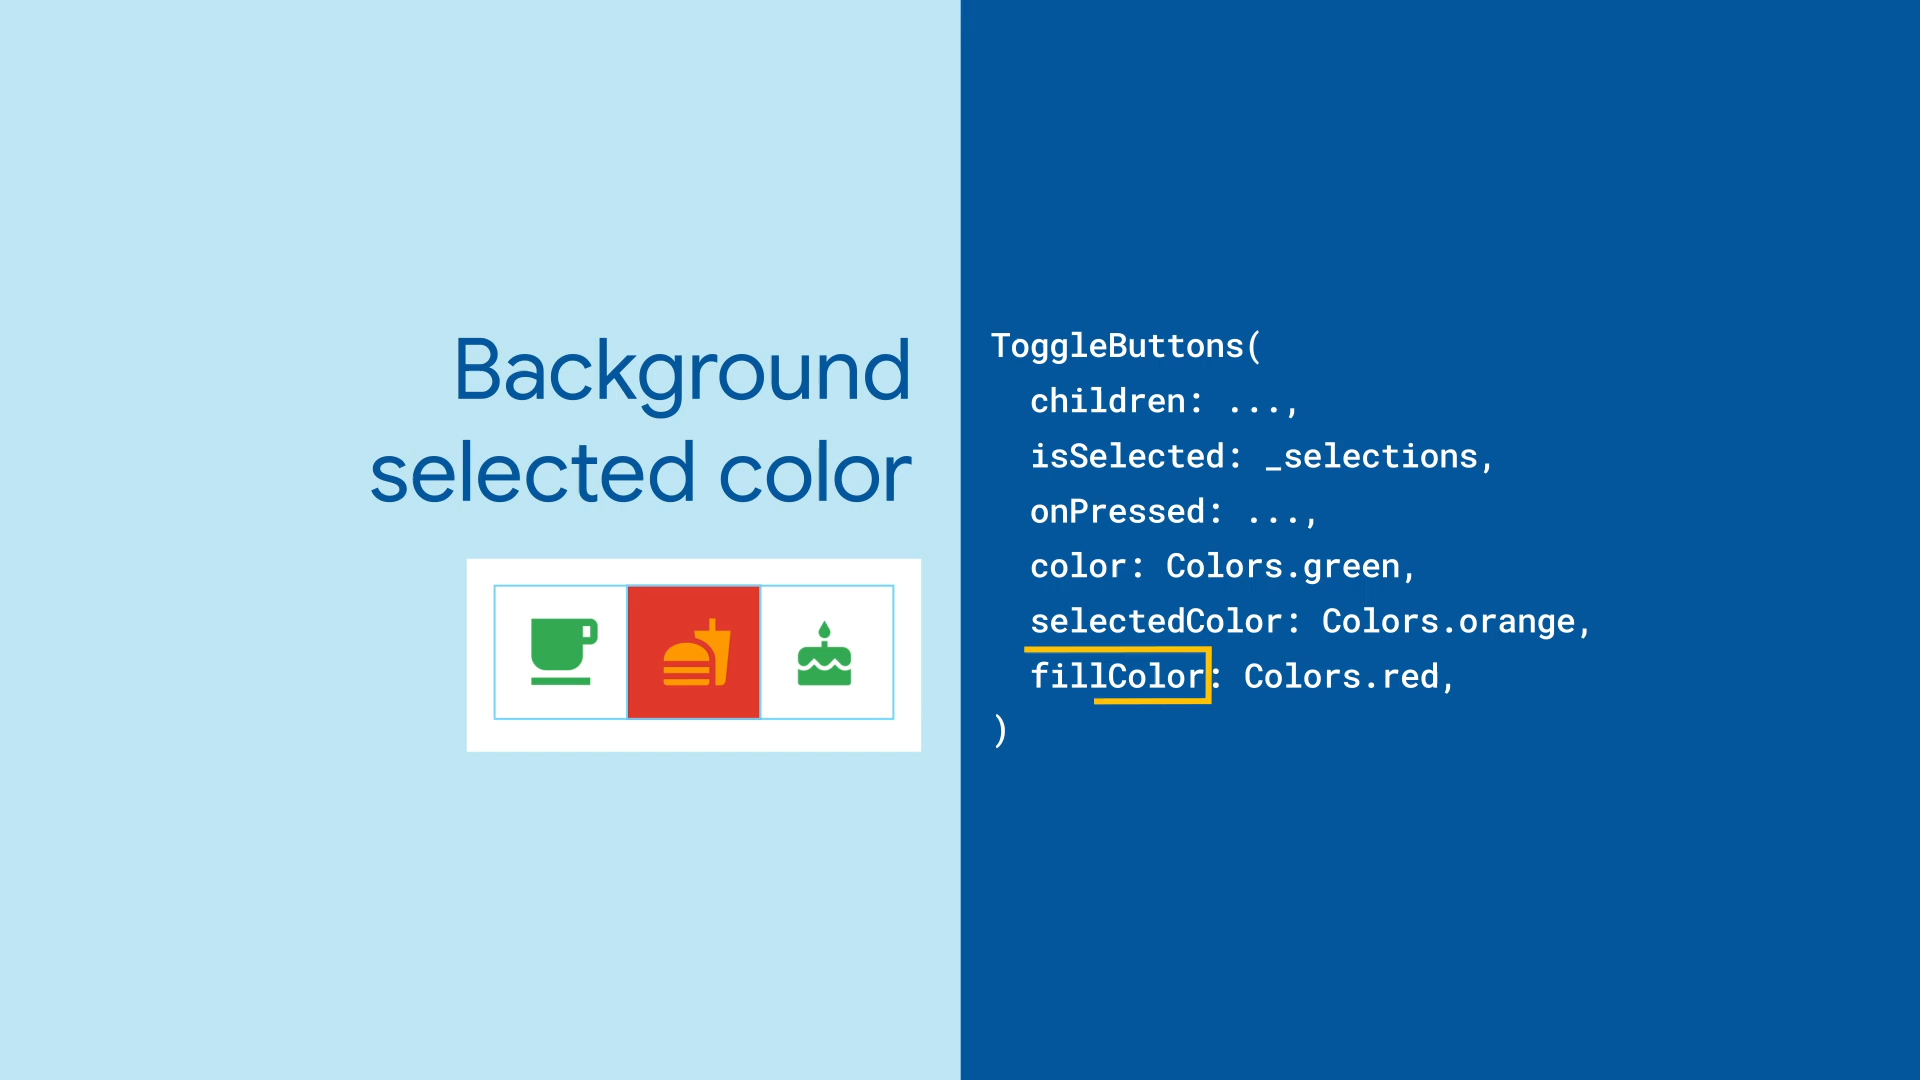 Background
selected color
ToggleButtons(
children: ...,
isSelected: _selections,
onPressed: ...,
color: Colors.green,
selectedColor: Colors.orange,
fillColor: Colors.red,
)